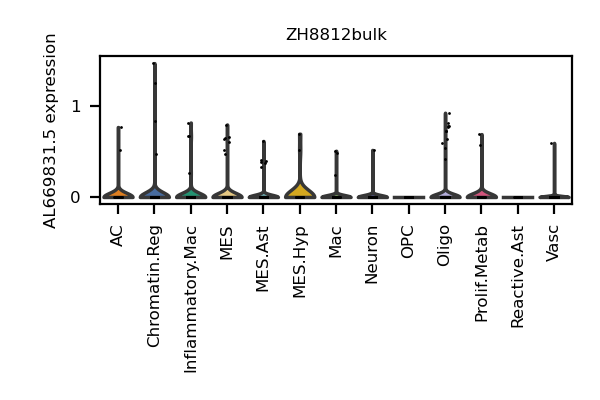 ZH8812bulk
AL669831.5 expression
1
0
AC
Chromatin.Reg
Inflammatory.Mac
MES
MES.Ast
MES.Hyp
Mac
Neuron
OPC
Oligo
Prolif.Metab
Reactive.Ast
Vasc